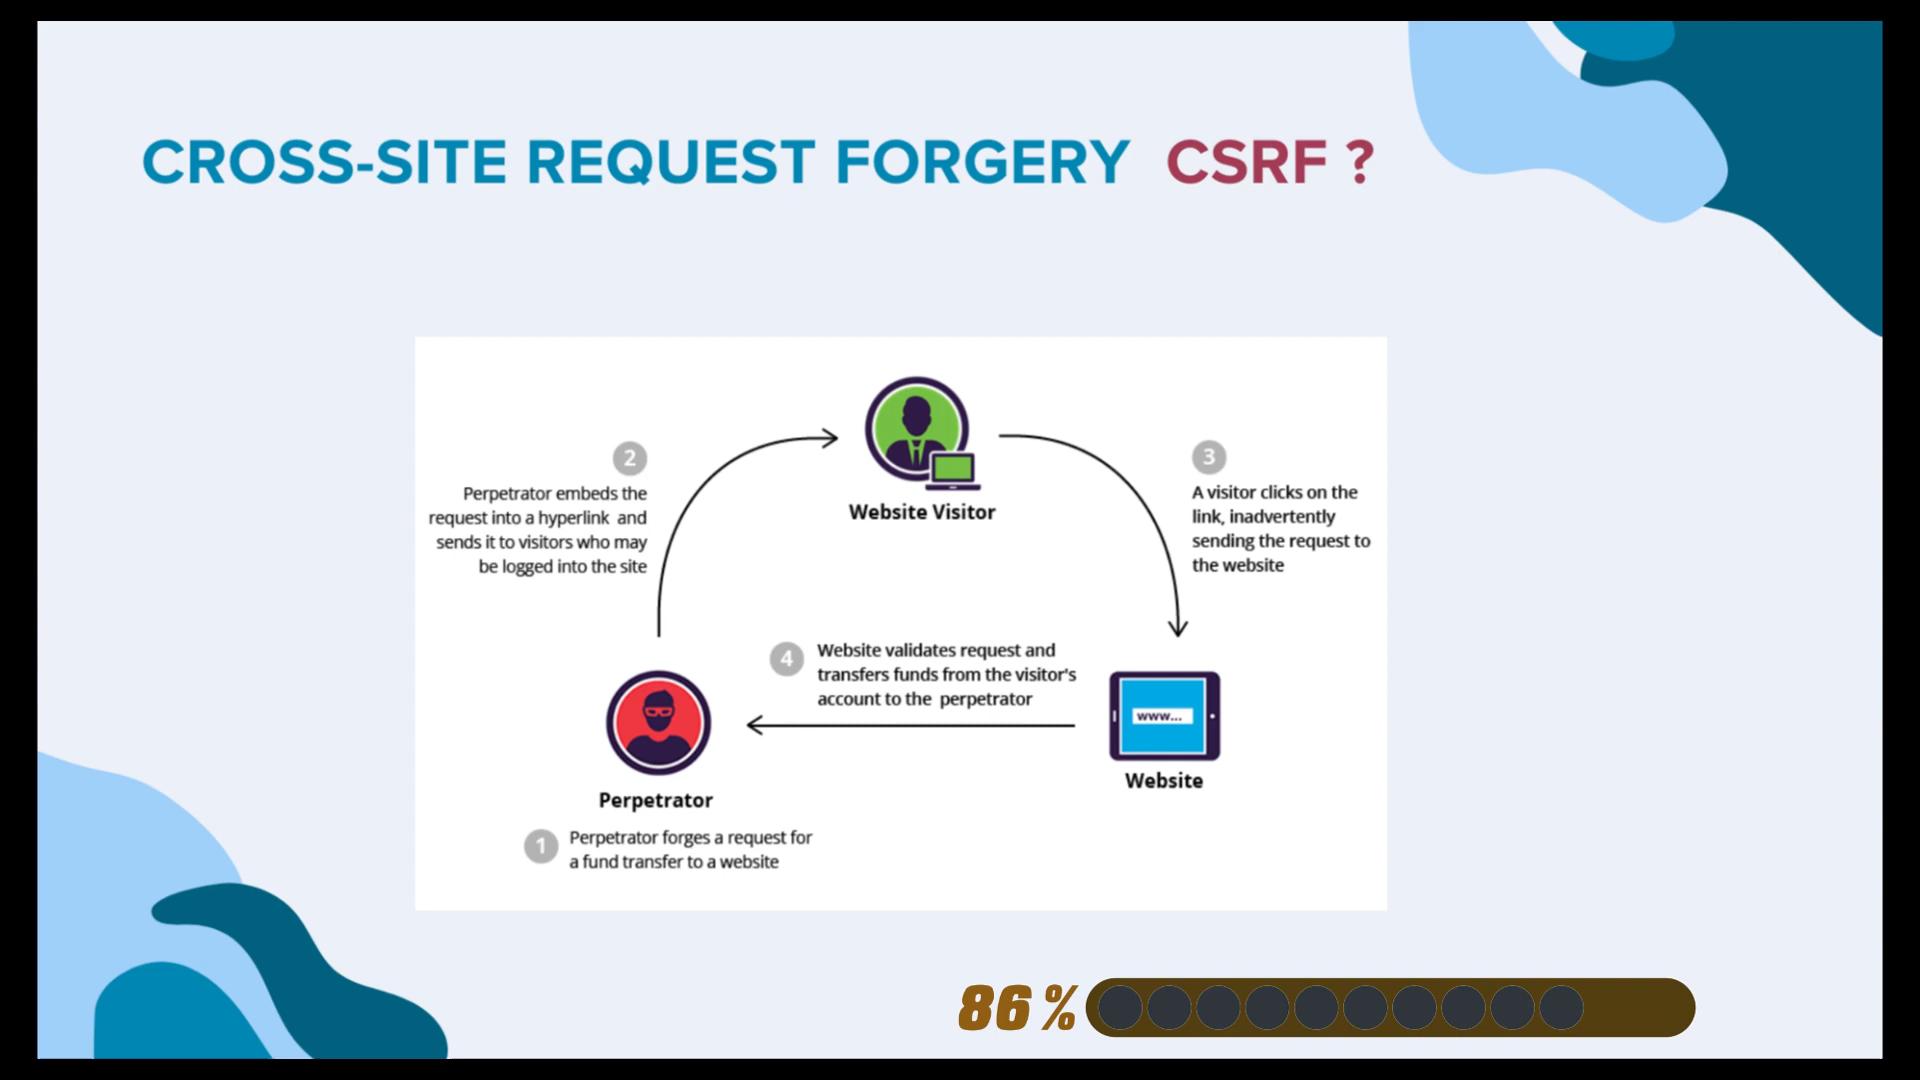 CROSS-SITE REQUEST FORGERY CSRF ?
2
Perpetrator embeds the
request into a hyperlink and
sends it to visitors who may
be logged into the site
Website Visitor
3
A visitor clicks on the
link, inadvertently
sending the request to
the website
4
Website validates request and
transfers funds from the visitor's
account to the perpetrator
www...
Website
Perpetrator
1
Perpetrator forges a request for
a fund transfer to a website
86%